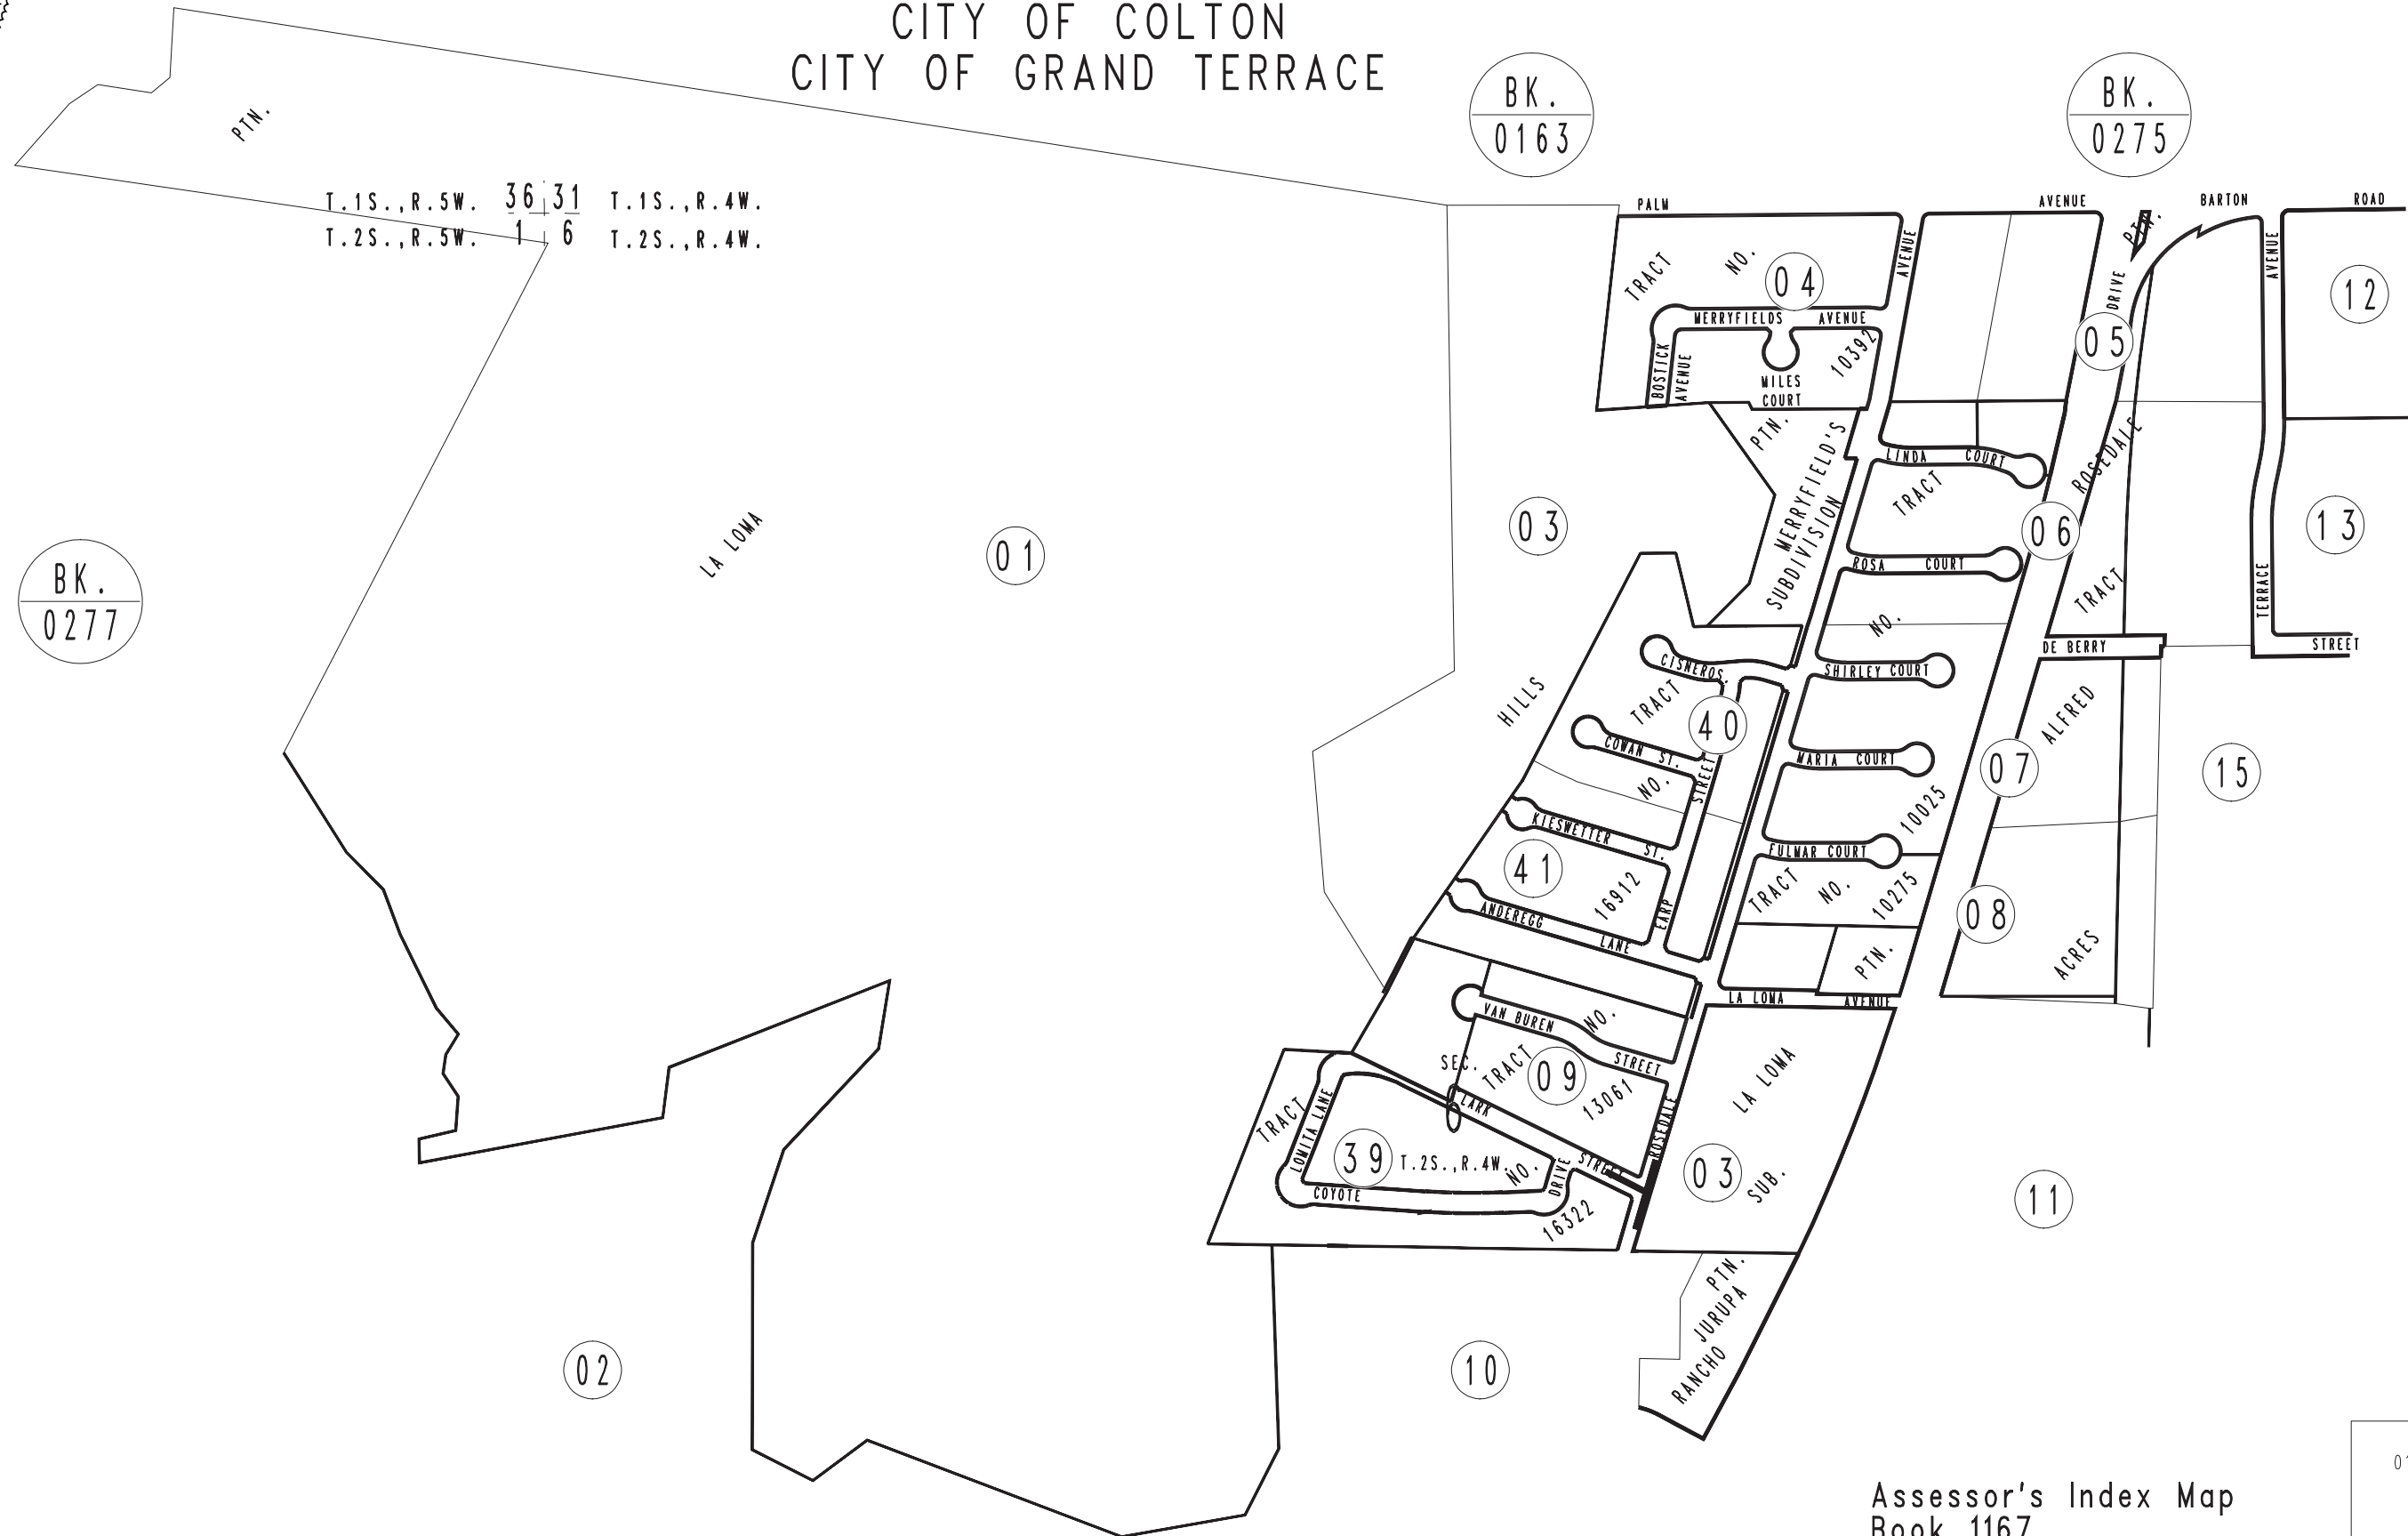 CITY OF COLTON
CITY OF GRAND TERRACE
BK.
0163
BK.
0275
PTN.
T.1S.,R.5W. 36 31 T.1S.,R.4W.
T.2S.,R.5W. 1 6 T.2S.,R.4W.
PALM AVENUE
BARTON ROAD
PTN.
AVENUE
AVENUE
DRIVE
TRACT NO.
04
12
MERRYFIELDS AVENUE
10392
05
BOSTICK AVENUE
MILES
COURT
PTN.
MERRYFIELD'S
SUBDIVISION
LINDA COURT
TRACT
ROSEDALE
LA LOMA
01
03
06
13
BK.
0277
ROSA COURT
TRACT
TERRACE
NO.
DE BERRY STREET
CISNEROS
SHIRLEY COURT
HILLS
TRACT
40
ALFRED
COWAN ST.
MARIA COURT
07
15
NO.
STREET
10025
KIESWETTER ST.
FULMAR COURT
41
16912
TRACT NO. 10275
08
ANDEREGG LANE
EARP
PTN.
ACRES
LA LOMA AVENUE
VAN BUREN STREET
NO.
SEC.
6
TRACT
09
13061
LA LOMA
LARK STREET
ROSEDALE
TRACT
LOMITA LANE
39
T.2S.,R.4W.
NO.
DRIVE
03
SUB.
COYOTE
16322
11
PTN.
JURUPA
RANCHO
02
10
Assessor's Index Map
Book 1167